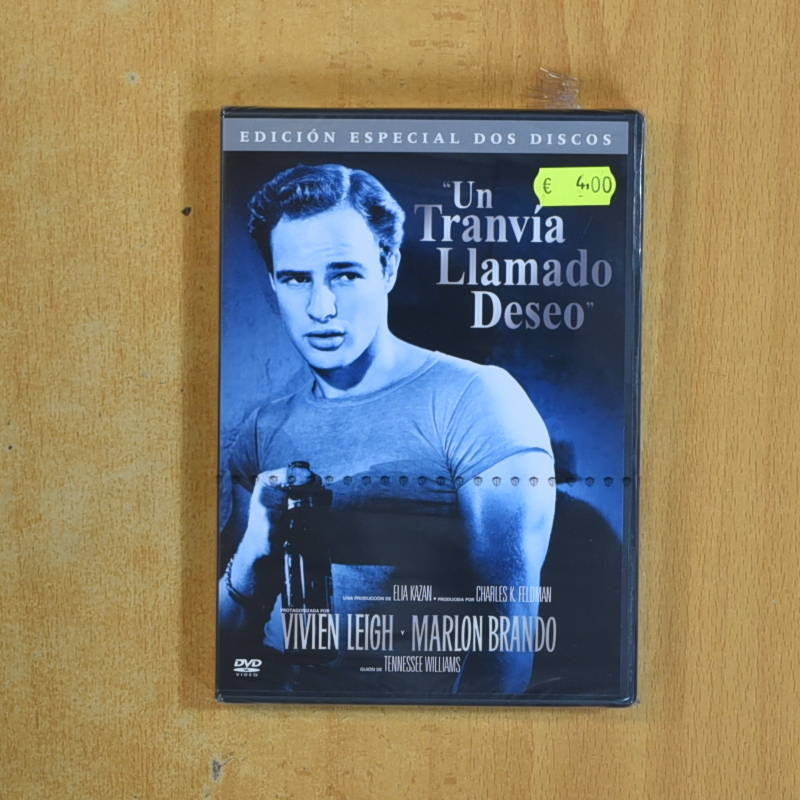 EDICIÓN ESPECIAL DOS DISCOS
€ 4,00
"Un
Tranvía
Llamado
Deseo"
UNA PRODUCCIÓN DE ELIA KAZAN • PRODUCIDA POR CHARLES K. FELDMAN
PROTAGONIZADA POR
VIVIEN LEIGH Y MARLON BRANDO
GUIÓN DE TENNESSEE WILLIAMS
DVD
VIDEO